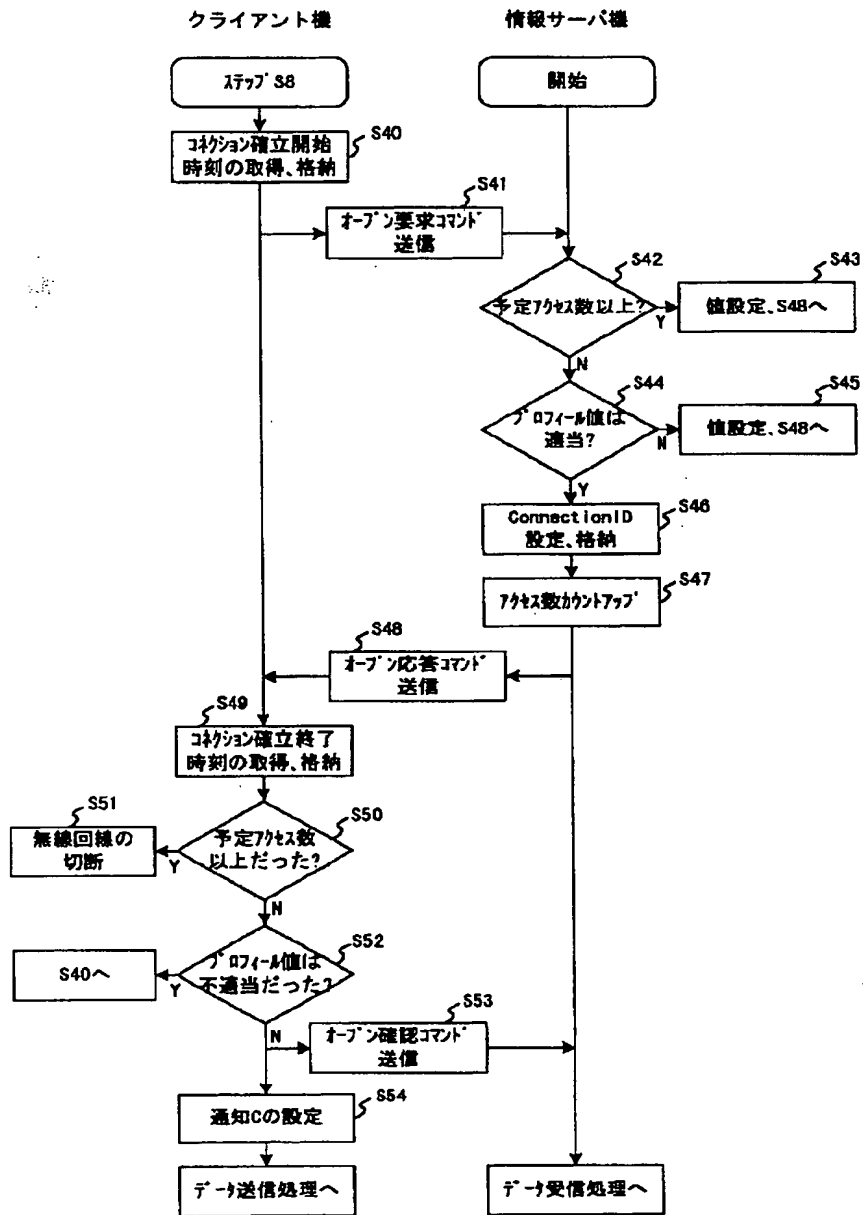 クライアント機
情報サーバ機
ステップS8
開始
コネクション確立開始
時刻の取得、格納
S40
S41
オープン要求コマンド
送信
S42
予定アクセス数以上?
Y
N
S43
値設定、S48へ
S44
プロフィール値は
適当?
N
Y
S45
値設定、S48へ
S46
ConnectionID
設定、格納
S47
アクセス数カウントアップ
S48
オープン応答コマンド
送信
S49
コネクション確立終了
時刻の取得、格納
S50
予定アクセス数
以上だった?
Y
N
S51
無線回線の
切断
S52
プロフィール値は
不適当だった?
Y
N
S40へ
S53
オープン確認コマンド
送信
S54
通知Cの設定
データ送信処理へ
データ受信処理へ